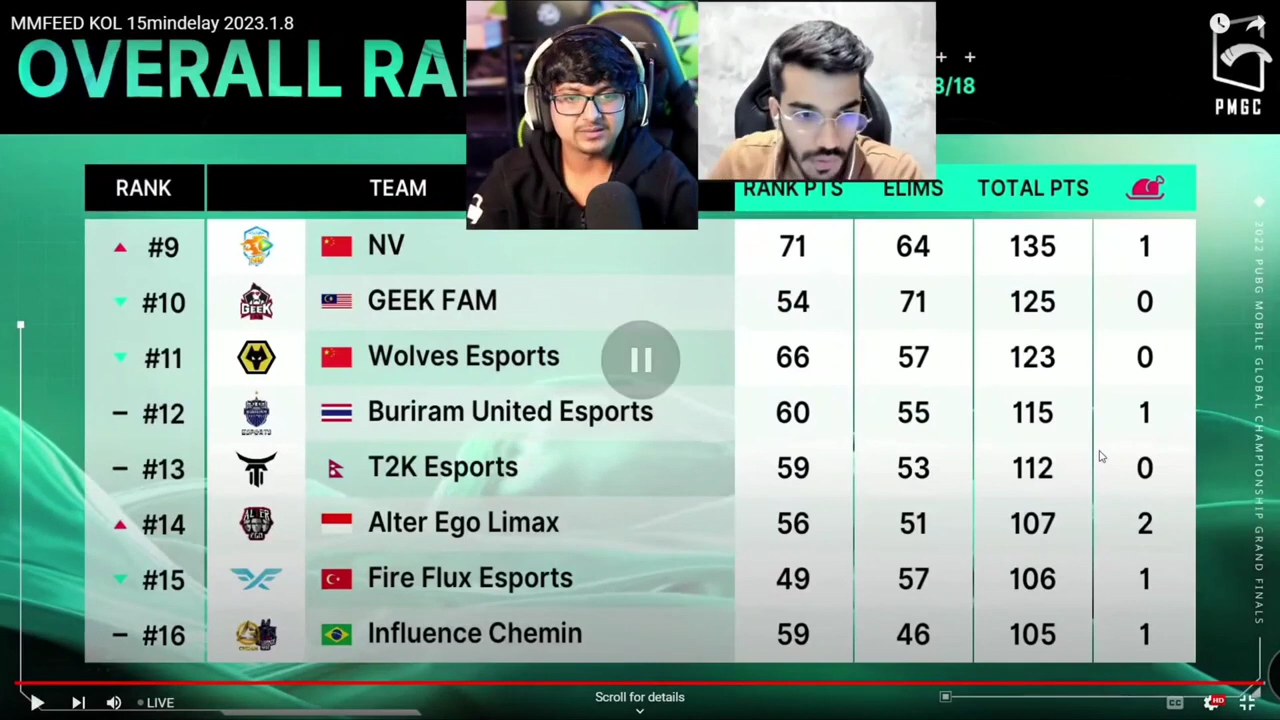 MMFEED KOL 15mindelay 2023.1.8
OVERALL RA
8/18
PMGC
RANK TEAM RANK PTS ELIMS TOTAL PTS
#9 NV 71 64 135 1
#10 GEEK FAM 54 71 125 0
#11 Wolves Esports 66 57 123 0
#12 Buriram United Esports 60 55 115 1
#13 T2K Esports 59 53 112 0
#14 Alter Ego Limax 56 51 107 2
#15 Fire Flux Esports 49 57 106 1
#16 Influence Chemin 59 46 105 1
2022 PUBG MOBILE GLOBAL CHAMPIONSHIP GRAND FINALS
LIVE
Scroll for details
CC
HD